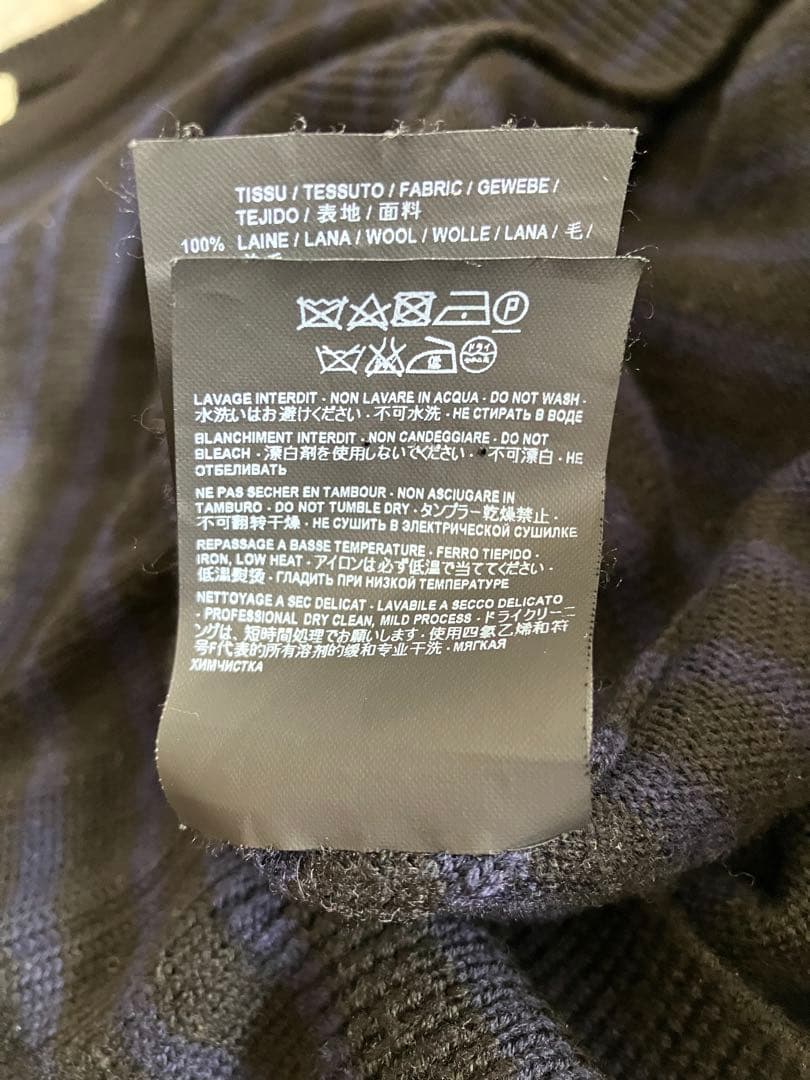 TISSU / TESSUTO / FABRIC / GEWEBE /
TEJIDO / 表地 / 面料
100% LAINE / LANA / WOOL / WOLLE / LANA / 毛 /
P
ドライ
低
LAVAGE INTERDIT - NON LAVARE IN ACQUA - DO NOT WASH -
水洗いはお避けください - 不可水洗 - НЕ СТИРАТЬ В ВОДЕ
BLANCHIMENT INTERDIT - NON CANDEGGIARE - DO NOT
BLEACH - 漂白剤を使用しないでください - 不可漂白 - НЕ
ОТБЕЛИВАТЬ
NE PAS SECHER EN TAMBOUR - NON ASCIUGARE IN
TAMBURO - DO NOT TUMBLE DRY - タンブラー乾燥禁止 -
不可翻转干燥 - НЕ СУШИТЬ В ЭЛЕКТРИЧЕСКОЙ СУШИЛКЕ
REPASSAGE A BASSE TEMPERATURE - FERRO TIEPIDO -
IRON, LOW HEAT - アイロンは必ず低温で当ててください -
低温熨烫 - ГЛАДИТЬ ПРИ НИЗКОЙ ТЕМПЕРАТУРЕ
NETTOYAGE A SEC DELICAT - LAVABILE A SECCO DELICATO
- PROFESSIONAL DRY CLEAN, MILD PROCESS - ドライクリーニ
ングは、短時間処理でお願いします - 使用四氯乙烯和符
号F代表的所有溶剂的缓和专业干洗 - МЯГКАЯ
ХИМЧИСТКА